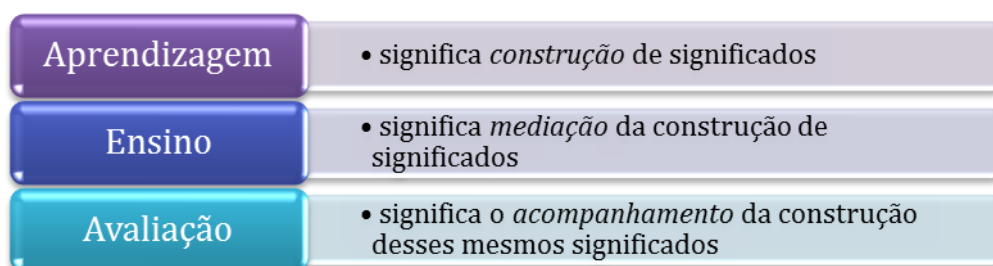 Aprendizagem
• significa construção de significados
Ensino
• significa mediação da construção de
significados
Avaliação
• significa o acompanhamento da construção
desses mesmos significados